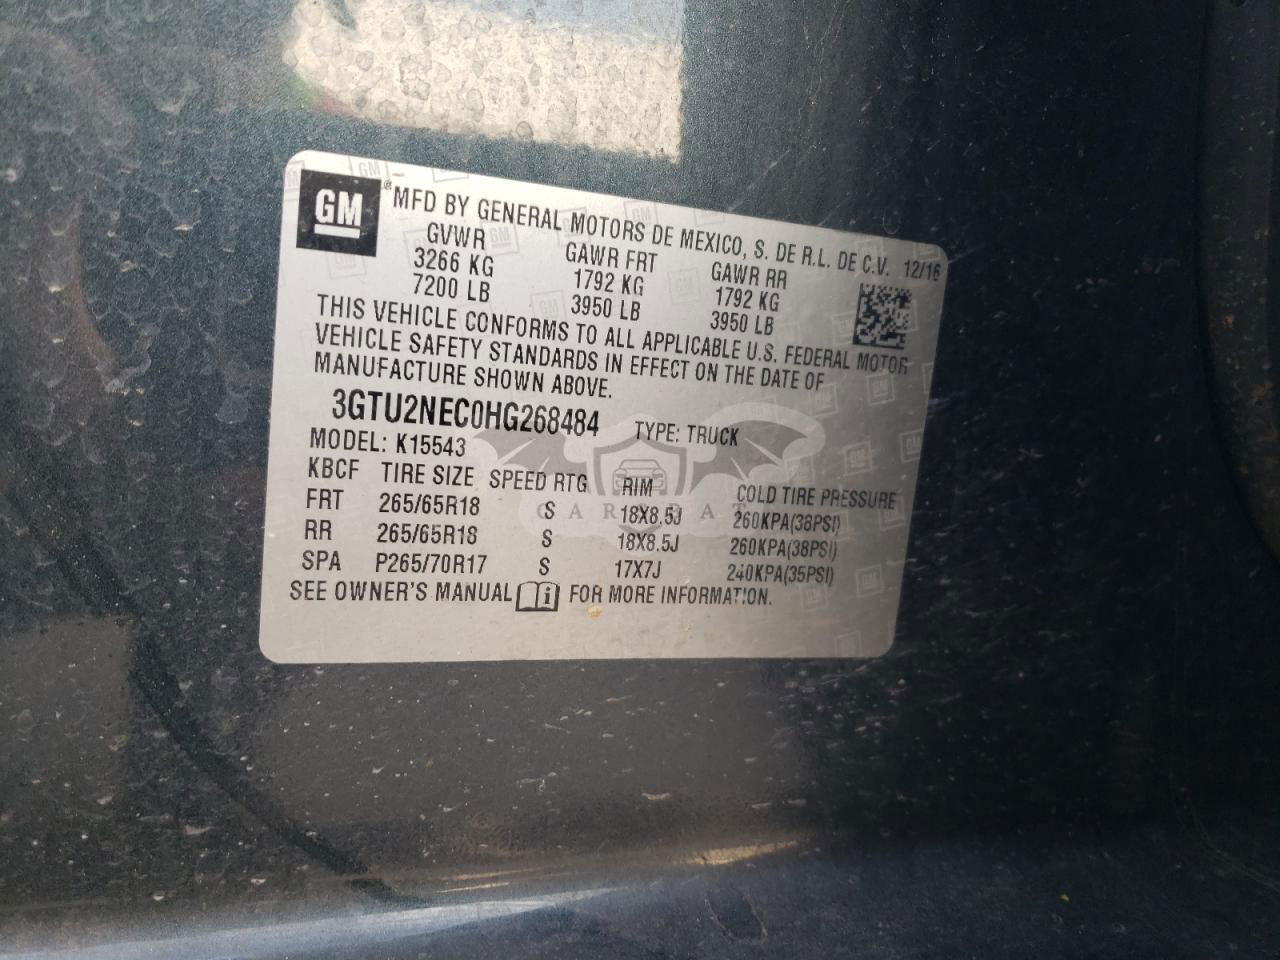 GM ® MFD BY GENERAL MOTORS DE MEXICO, S. DE R.L. DE C.V. 12/16
GVWR GAWR FRT GAWR RR
3266 KG 1792 KG 1792 KG
7200 LB 3950 LB 3950 LB
THIS VEHICLE CONFORMS TO ALL APPLICABLE U.S. FEDERAL MOTOR
VEHICLE SAFETY STANDARDS IN EFFECT ON THE DATE OF
MANUFACTURE SHOWN ABOVE.
3GTU2NEC0HG268484 TYPE: TRUCK
MODEL: K15543
KBCF TIRE SIZE SPEED RTG RIM COLD TIRE PRESSURE
FRT 265/65R18 S 18X8.5J 260KPA(38PSI)
RR 265/65R18 S 18X8.5J 260KPA(38PSI)
SPA P265/70R17 S 17X7J 240KPA(35PSI)
SEE OWNER'S MANUAL i FOR MORE INFORMATION.